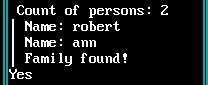 Count of persons: 2
Name: robert
Name: ann
Family found!
Yes